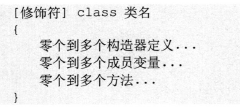 [修饰符] class 类名
{
零个到多个构造器定义...
零个到多个成员变量...
零个到多个方法...
}